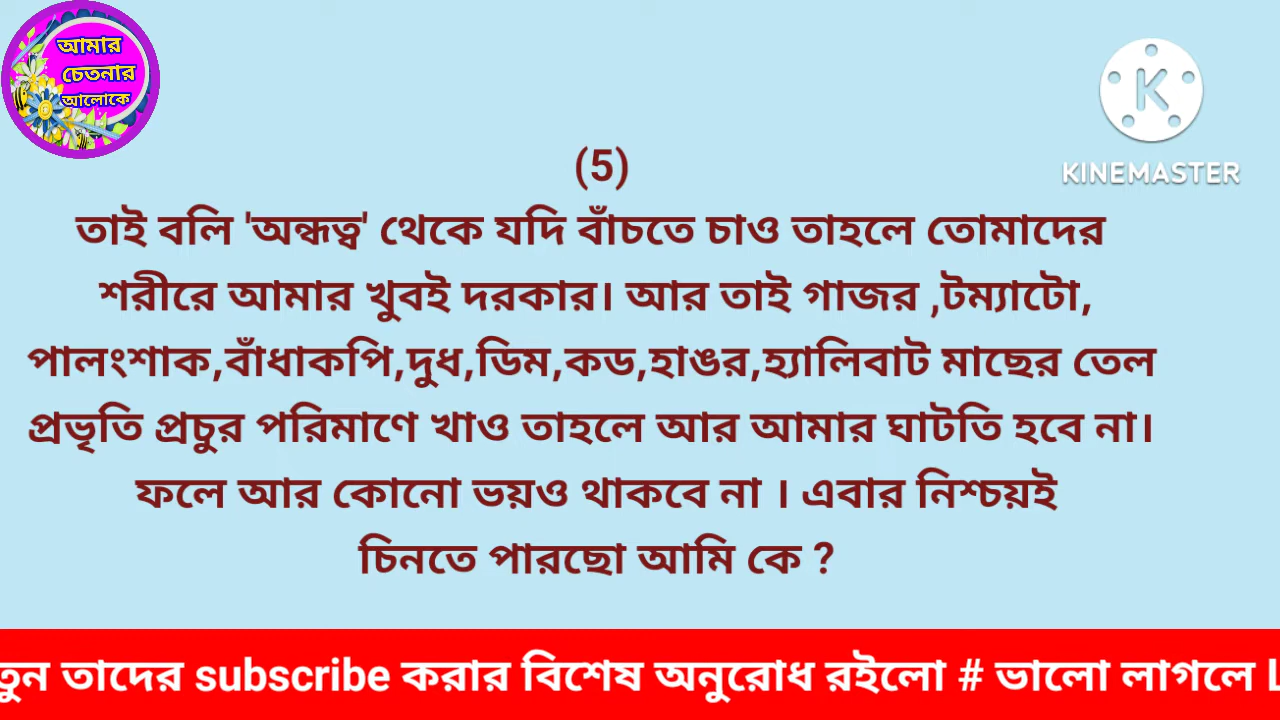 আমার
চেতনার
আলোকে
KINEMASTER
(5)
তাই বলি 'অন্ধত্ব' থেকে যদি বাঁচতে চাও তাহলে তোমাদের
শরীরে আমার খুবই দরকার। আর তাই গাজর ,টম্যাটো,
পালংশাক,বাঁধাকপি,দুধ,ডিম,কড,হাঙর,হ্যালিবাট মাছের তেল
প্রভৃতি প্রচুর পরিমাণে খাও তাহলে আর আমার ঘাটতি হবে না।
ফলে আর কোনো ভয়ও থাকবে না । এবার নিশ্চয়ই
চিনতে পারছো আমি কে ?
তাদের subscribe করার বিশেষ অনুরোধ রইলো # ভালো লাগলে